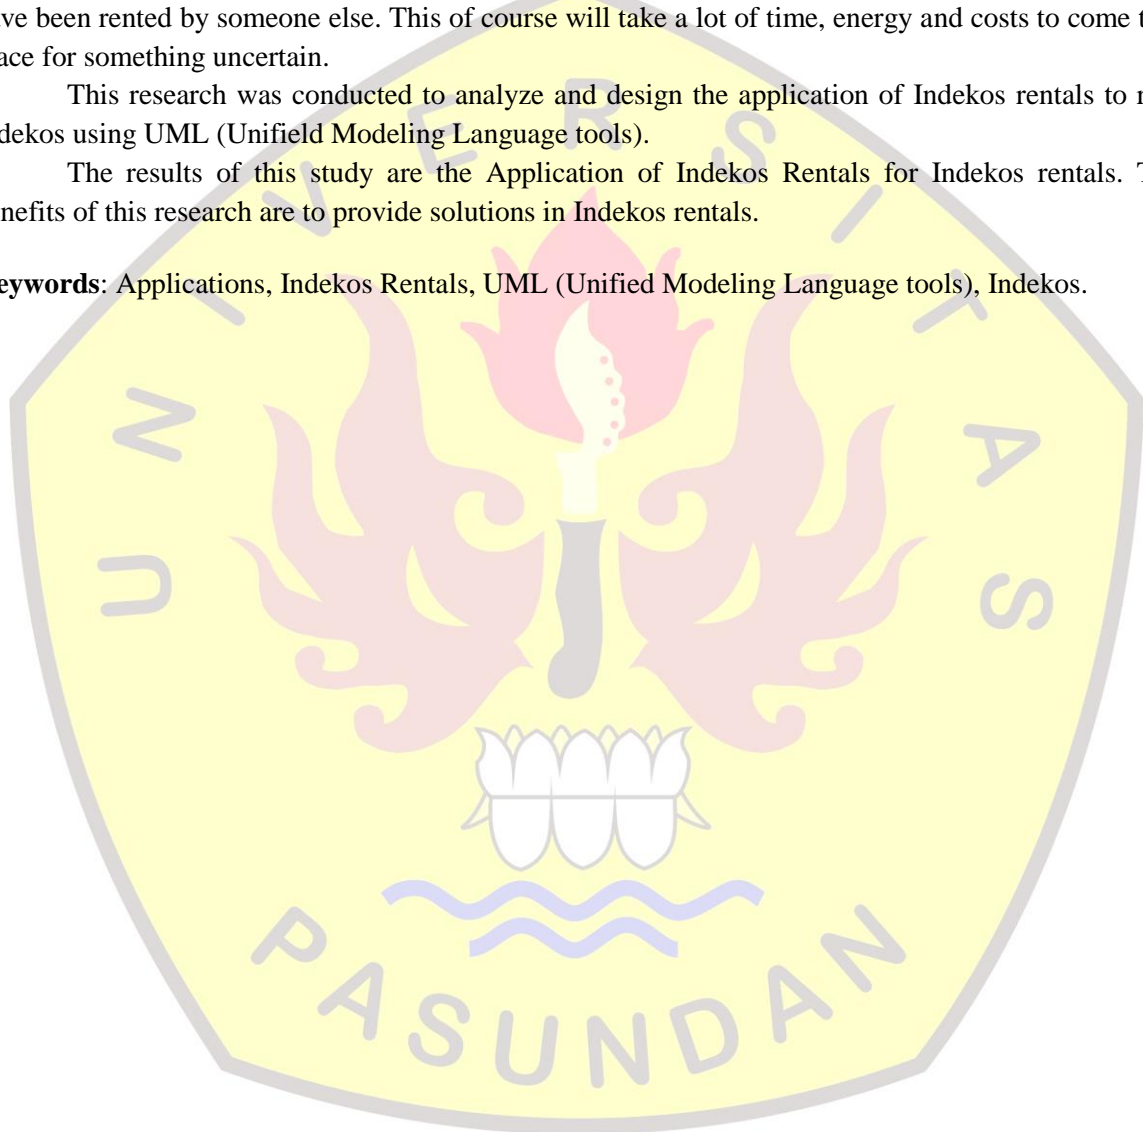 ve been rented by someone else. This of course will take a lot of time, energy and costs to come t
ace for something uncertain.
This research was conducted to analyze and design the application of Indekos rentals to r
dekos using UML (Unifield Modeling Language tools).
The results of this study are the Application of Indekos Rentals for Indekos rentals. T
nefits of this research are to provide solutions in Indekos rentals.
eywords: Applications, Indekos Rentals, UML (Unified Modeling Language tools), Indekos.
UNIVERSITAS
PASUNDAN